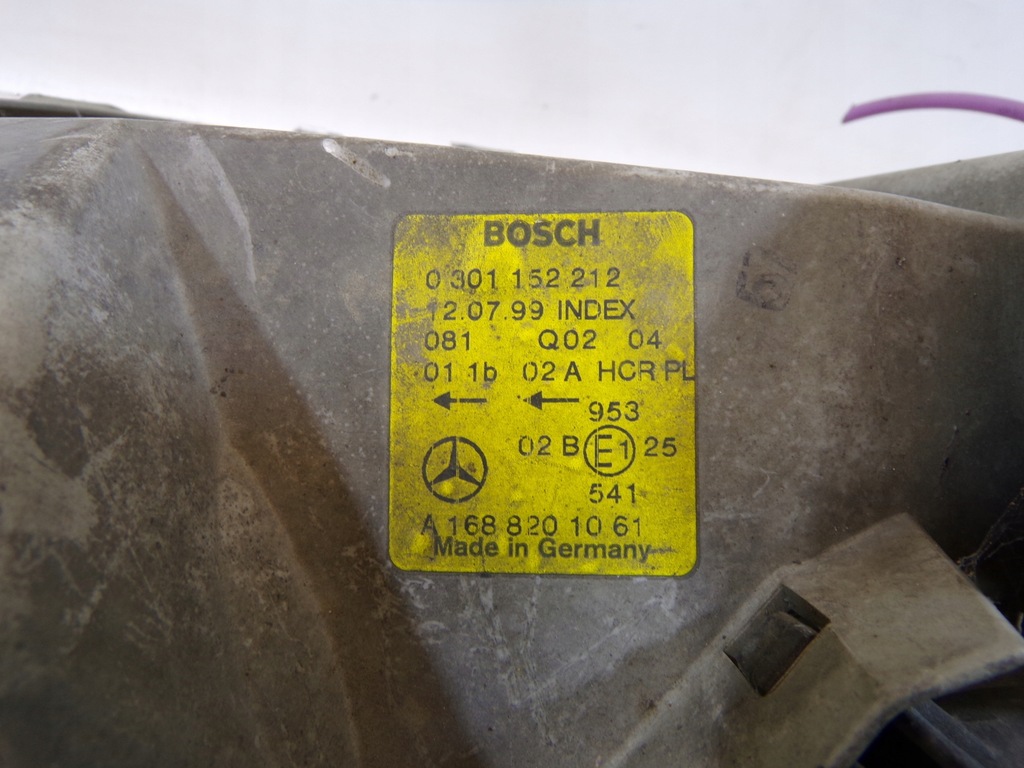 BOSCH
0 301 152 212
12.07.99 INDEX
081 Q02 04
01 1b 02 A HCR PL
953
02 B E1 25
541
A 168 820 10 61
Made in Germany